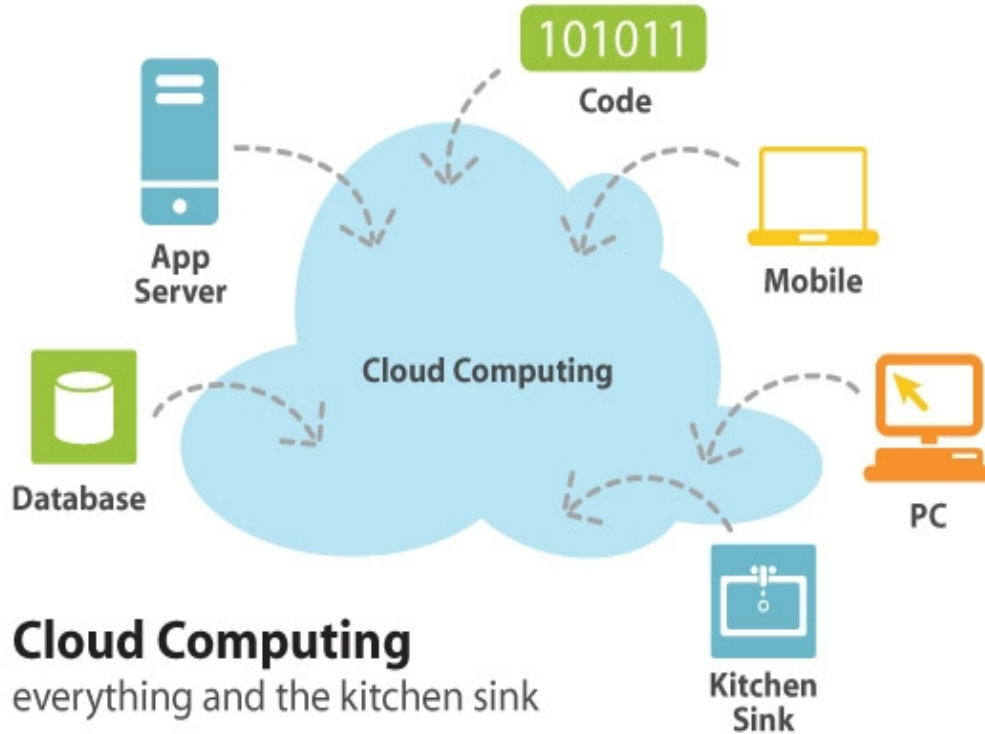 101011
Code
App
Server
Mobile
Cloud Computing
Database
PC
Cloud Computing
everything and the kitchen sink
Kitchen
Sink